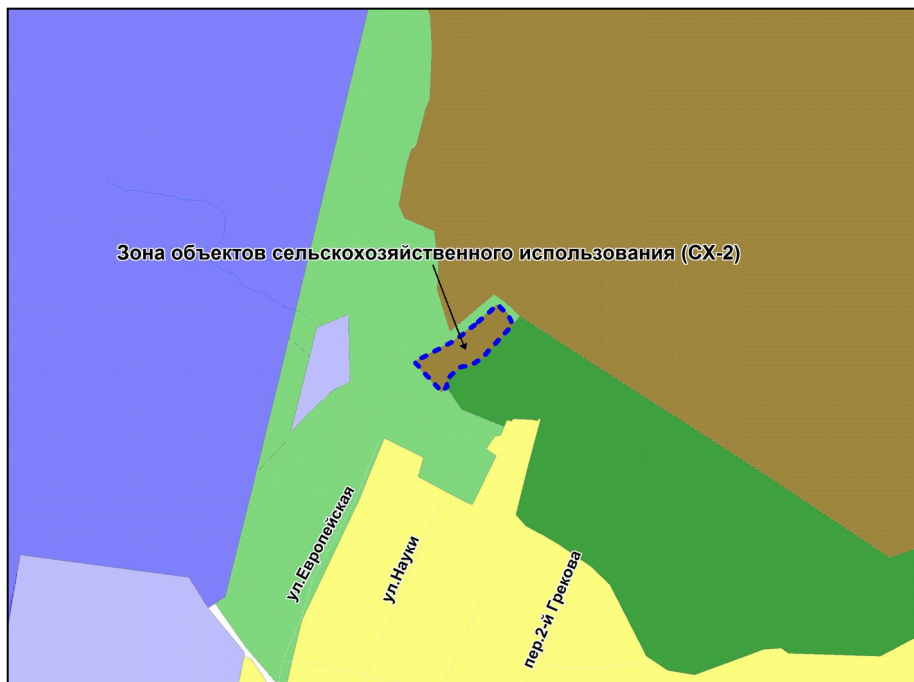 Зона объектов сельскохозяйственного использования (СХ-2)
ул.Европейская
ул.Науки
пер.2-й Грекова